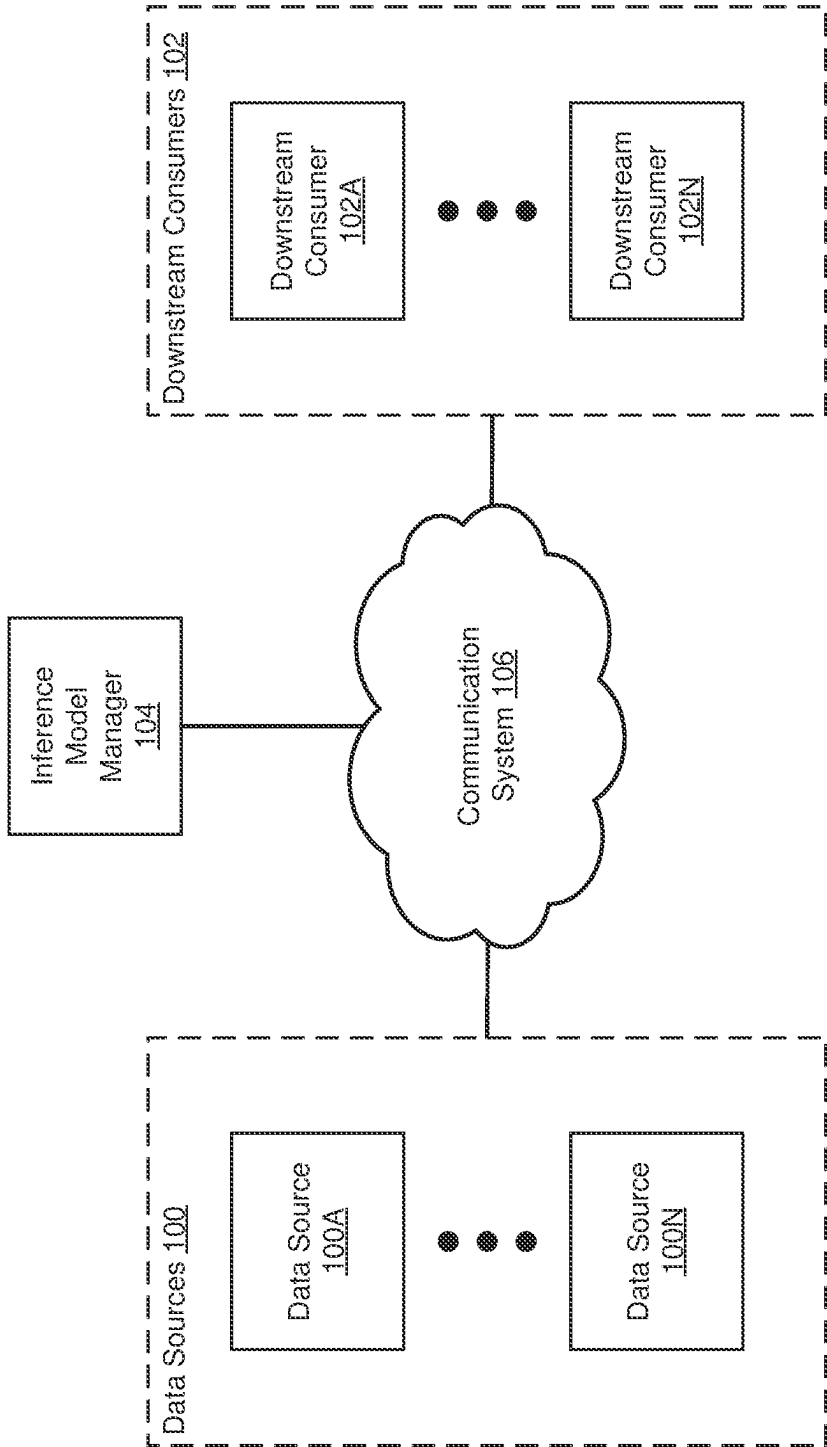 Inference
Model
Manager
104
Data Sources 100
Data Source
100A
Data Source
100N
Communication
System 106
Downstream Consumers 102
Downstream
Consumer
102A
Downstream
Consumer
102N